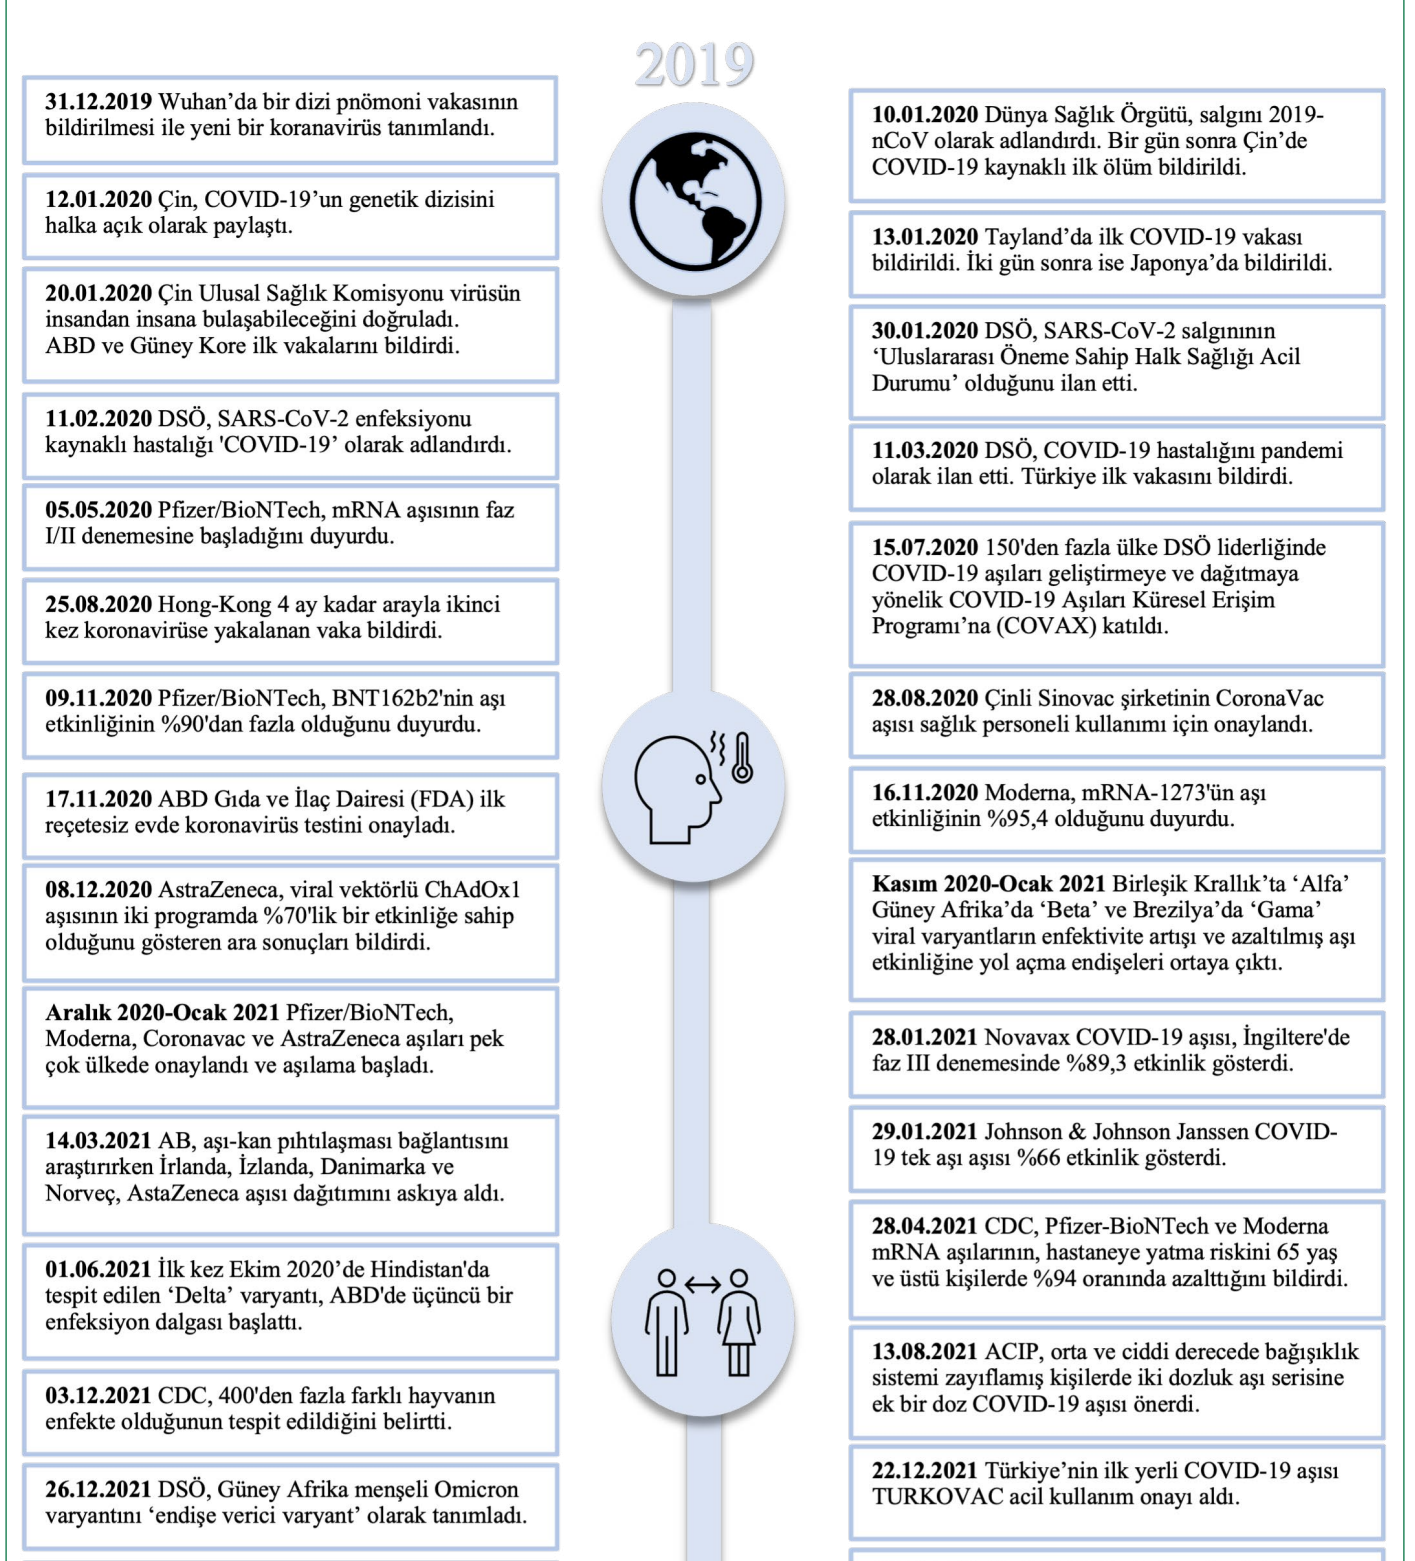 2019
31.12.2019 Wuhan’da bir dizi pnömoni vakasının
bildirilmesi ile yeni bir koranavirüs tanımlandı.
10.01.2020 Dünya Sağlık Örgütü, salgını 2019-
nCoV olarak adlandırdı. Bir gün sonra Çin’de
COVID-19 kaynaklı ilk ölüm bildirildi.
12.01.2020 Çin, COVID-19’un genetik dizisini
halka açık olarak paylaştı.
13.01.2020 Tayland’da ilk COVID-19 vakası
bildirildi. İki gün sonra ise Japonya’da bildirildi.
20.01.2020 Çin Ulusal Sağlık Komisyonu virüsün
insandan insana bulaşabileceğini doğruladı.
ABD ve Güney Kore ilk vakalarını bildirdi.
30.01.2020 DSÖ, SARS-CoV-2 salgınının
‘Uluslararası Öneme Sahip Halk Sağlığı Acil
Durumu’ olduğunu ilan etti.
11.02.2020 DSÖ, SARS-CoV-2 enfeksiyonu
kaynaklı hastalığı 'COVID-19’ olarak adlandırdı.
11.03.2020 DSÖ, COVID-19 hastalığını pandemi
olarak ilan etti. Türkiye ilk vakasını bildirdi.
05.05.2020 Pfizer/BioNTech, mRNA aşısının faz
I/II denemesine başladığını duyurdu.
15.07.2020 150'den fazla ülke DSÖ liderliğinde
COVID-19 aşıları geliştirmeye ve dağıtmaya
yönelik COVID-19 Aşıları Küresel Erişim
Programı’na (COVAX) katıldı.
25.08.2020 Hong-Kong 4 ay kadar arayla ikinci
kez koronavirüse yakalanan vaka bildirdi.
28.08.2020 Çinli Sinovac şirketinin CoronaVac
aşısı sağlık personeli kullanımı için onaylandı.
09.11.2020 Pfizer/BioNTech, BNT162b2'nin aşı
etkinliğinin %90'dan fazla olduğunu duyurdu.
16.11.2020 Moderna, mRNA-1273'ün aşı
etkinliğinin %95,4 olduğunu duyurdu.
17.11.2020 ABD Gıda ve İlaç Dairesi (FDA) ilk
reçetesiz evde koronavirüs testini onayladı.
Kasım 2020-Ocak 2021 Birleşik Krallık’ta ‘Alfa’
Güney Afrika’da ‘Beta’ ve Brezilya’da ‘Gama’
viral varyantların enfektivite artışı ve azaltılmış aşı
etkinliğine yol açma endişeleri ortaya çıktı.
08.12.2020 AstraZeneca, viral vektörlü ChAdOx1
aşısının iki programda %70'lik bir etkinliğe sahip
olduğunu gösteren ara sonuçları bildirdi.
Aralık 2020-Ocak 2021 Pfizer/BioNTech,
Moderna, Coronavac ve AstraZeneca aşıları pek
çok ülkede onaylandı ve aşılama başladı.
28.01.2021 Novavax COVID-19 aşısı, İngiltere'de
faz III denemesinde %89,3 etkinlik gösterdi.
14.03.2021 AB, aşı-kan pıhtılaşması bağlantısını
araştırırken İrlanda, İzlanda, Danimarka ve
Norveç, AstaZeneca aşısı dağıtımını askıya aldı.
29.01.2021 Johnson & Johnson Janssen COVID-
19 tek aşı aşısı %66 etkinlik gösterdi.
28.04.2021 CDC, Pfizer-BioNTech ve Moderna
mRNA aşılarının, hastaneye yatma riskini 65 yaş
ve üstü kişilerde %94 oranında azalttığını bildirdi.
01.06.2021 İlk kez Ekim 2020’de Hindistan'da
tespit edilen ‘Delta’ varyantı, ABD'de üçüncü bir
enfeksiyon dalgası başlattı.
13.08.2021 ACIP, orta ve ciddi derecede bağışıklık
sistemi zayıflamış kişilerde iki dozluk aşı serisine
ek bir doz COVID-19 aşısı önerdi.
03.12.2021 CDC, 400'den fazla farklı hayvanın
enfekte olduğunun tespit edildiğini belirtti.
22.12.2021 Türkiye’nin ilk yerli COVID-19 aşısı
TURKOVAC acil kullanım onayı aldı.
26.12.2021 DSÖ, Güney Afrika menşeli Omicron
varyantını ‘endişe verici varyant’ olarak tanımladı.